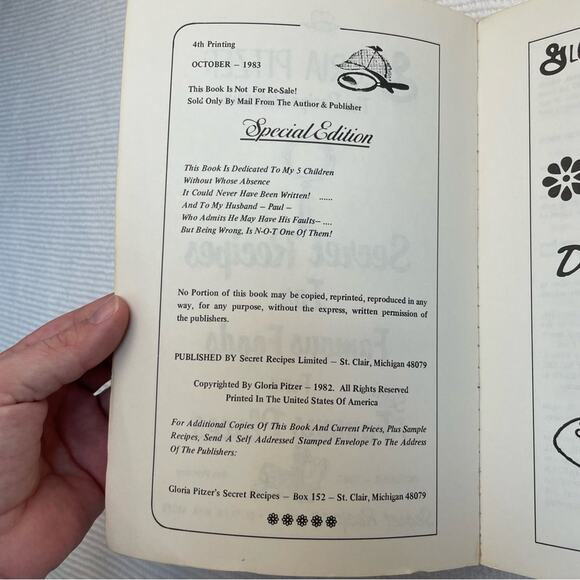 4th Printing
OCTOBER – 1983
This Book Is Not For Re-Sale!
Sold Only By Mail From The Author & Publisher
Special Edition
This Book Is Dedicated To My 5 Children
Without Whose Absence
It Could Never Have Been Written! ......
And To My Husband – Paul –
Who Admits He May Have His Faults– ....
But Being Wrong, Is N-O-T One Of Them!
No Portion of this book may be copied, reprinted, reproduced in any
way, for any purpose, without the express, written permission of
the publishers.
PUBLISHED BY Secret Recipes Limited – St. Clair, Michigan 48079
Copyrighted By Gloria Pitzer – 1982. All Rights Reserved
Printed In The United States Of America
For Additional Copies Of This Book And Current Prices, Plus Sample
Recipes, Send A Self Addressed Stamped Envelope To The Address
Of The Publishers:
Gloria Pitzer's Secret Recipes – Box 152 – St. Clair, Michigan 48079